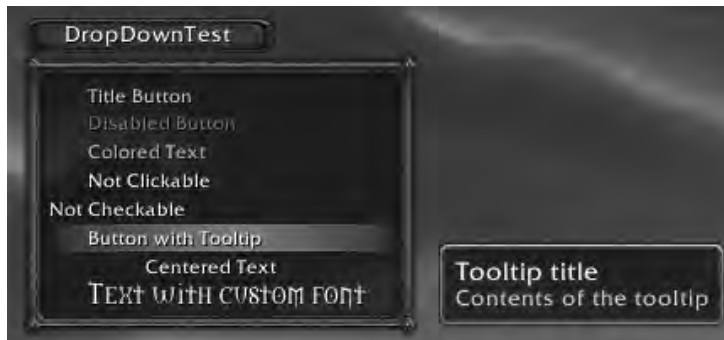 DropDownTest
Title Button
Disabled Button
Colored Text
Not Clickable
Not Checkable
Button with Tooltip
Centered Text
Text with custom font
Tooltip title
Contents of the tooltip